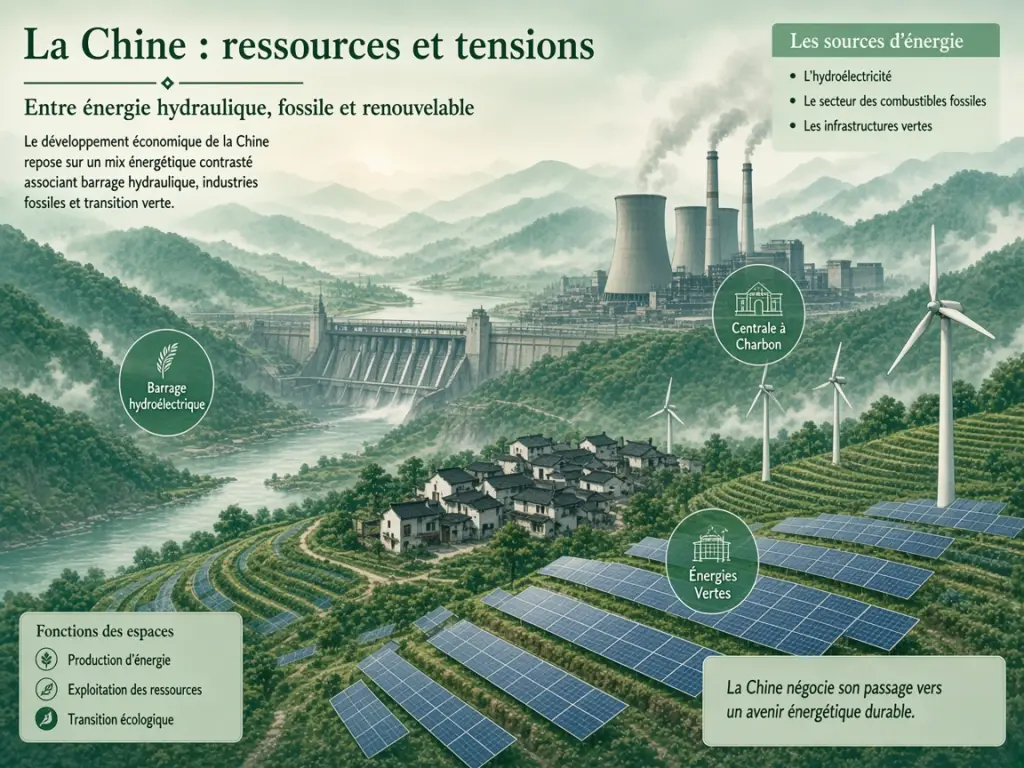 La Chine : ressources et tensions
Entre énergie hydraulique, fossile et renouvelable
Le développement économique de la Chine
repose sur un mix énergétique contrasté
associant barrage hydraulique, industries
fossiles et transition verte.
Les sources d'énergie
• L'hydroélectricité
• Le secteur des combustibles fossiles
• Les infrastructures vertes
Centrale à
Charbon
Barrage
hydroélectrique
Énergies
Vertes
Fonctions des espaces
Production d'énergie
Exploitation des ressources
Transition écologique
La Chine négocie son passage vers
un avenir énergétique durable.